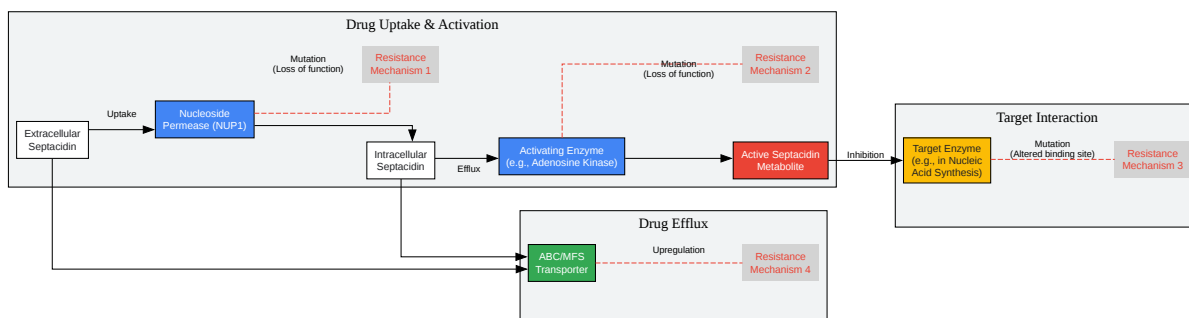 Drug Uptake & Activation
Mutation
(Loss of function)
Resistance
Mechanism 1
Mutation
(Loss of function)
Resistance
Mechanism 2
Uptake
Nucleoside
Permease (NUP1)
Extracellular
Septacidin
Intracellular
Septacidin
Efflux
Activating Enzyme
(e.g., Adenosine Kinase)
Active Septacidin
Metabolite
Inhibition
Target Interaction
Target Enzyme
(e.g., in Nucleic
Acid Synthesis)
Mutation
(Altered binding site)
Resistance
Mechanism 3
Drug Efflux
ABC/MFS
Transporter
Upregulation
Resistance
Mechanism 4